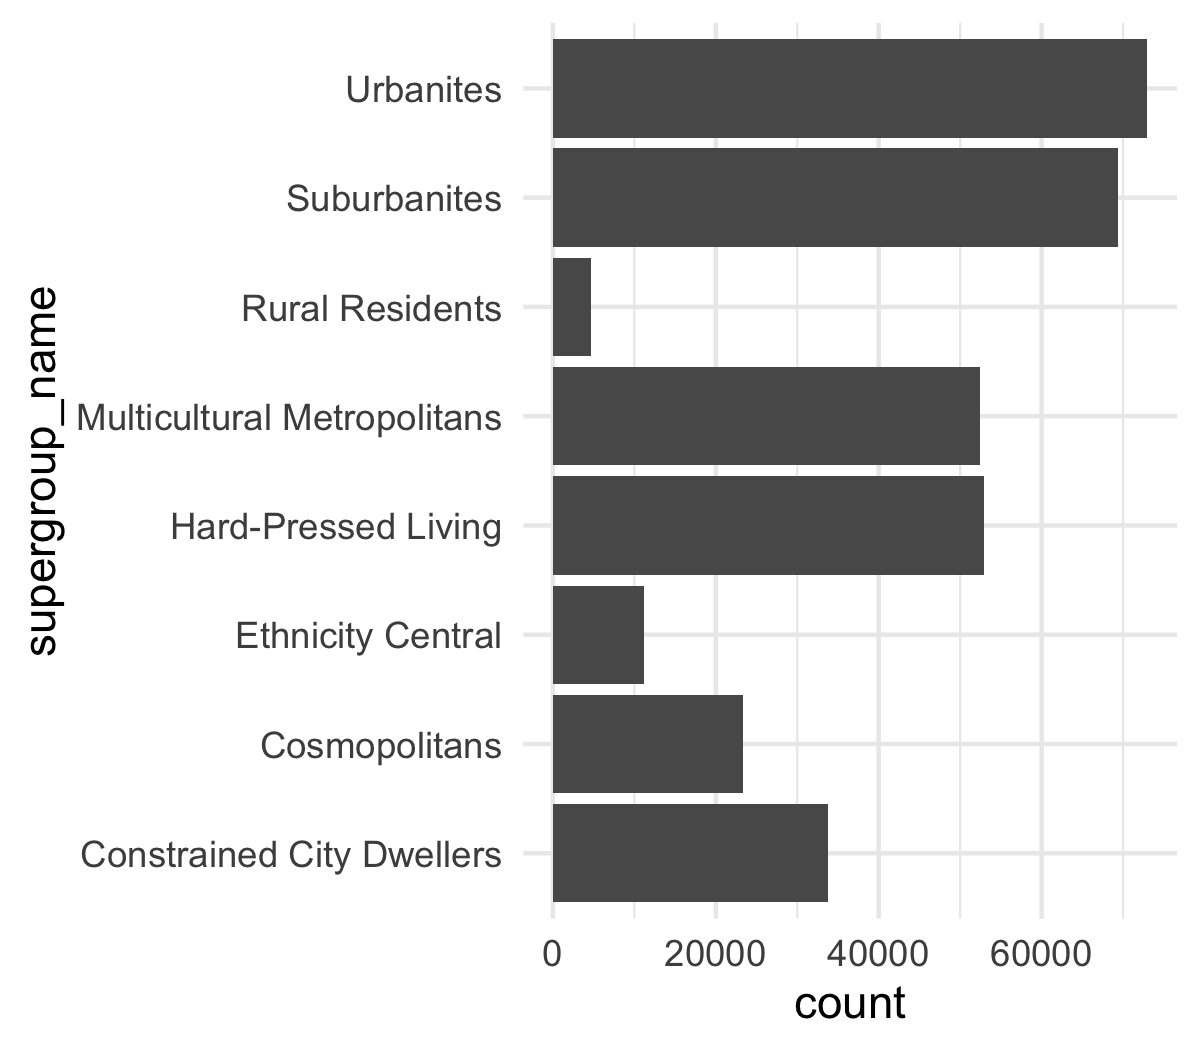 Urbanites
Suburbanites
Rural Residents
Multicultural Metropolitans
Hard-Pressed Living
Ethnicity Central
Cosmopolitans
Constrained City Dwellers
supergroup_name
0 20000 40000 60000
count